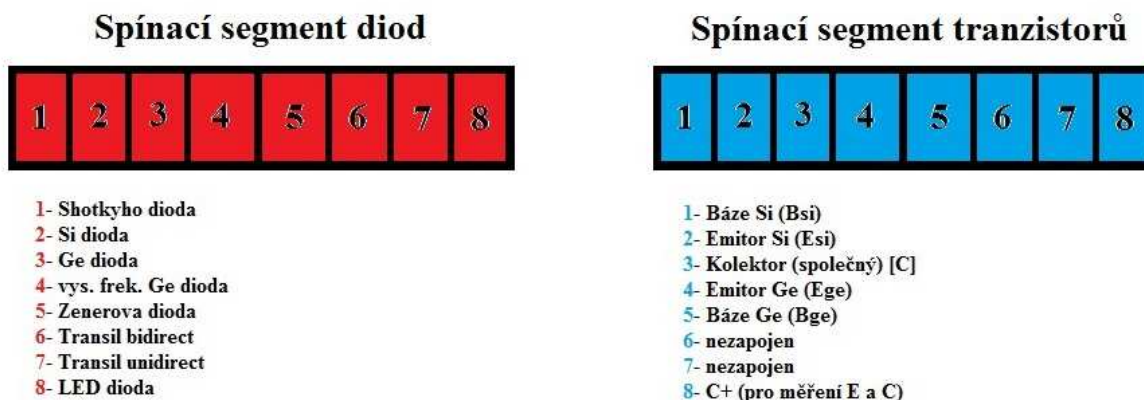 Spínací segment diod
1 2 3 4 5 6 7 8
1- Shotkyho dioda
2- Si dioda
3- Ge dioda
4- vys. frek. Ge dioda
5- Zenerova dioda
6- Transil bidirect
7- Transil unidirect
8- LED dioda
Spínací segment tranzistorů
1 2 3 4 5 6 7 8
1- Báze Si (Bsi)
2- Emitor Si (Esi)
3- Kolektor (společný) [C]
4- Emitor Ge (Ege)
5- Báze Ge (Bge)
6- nezapojen
7- nezapojen
8- C+ (pro měření E a C)